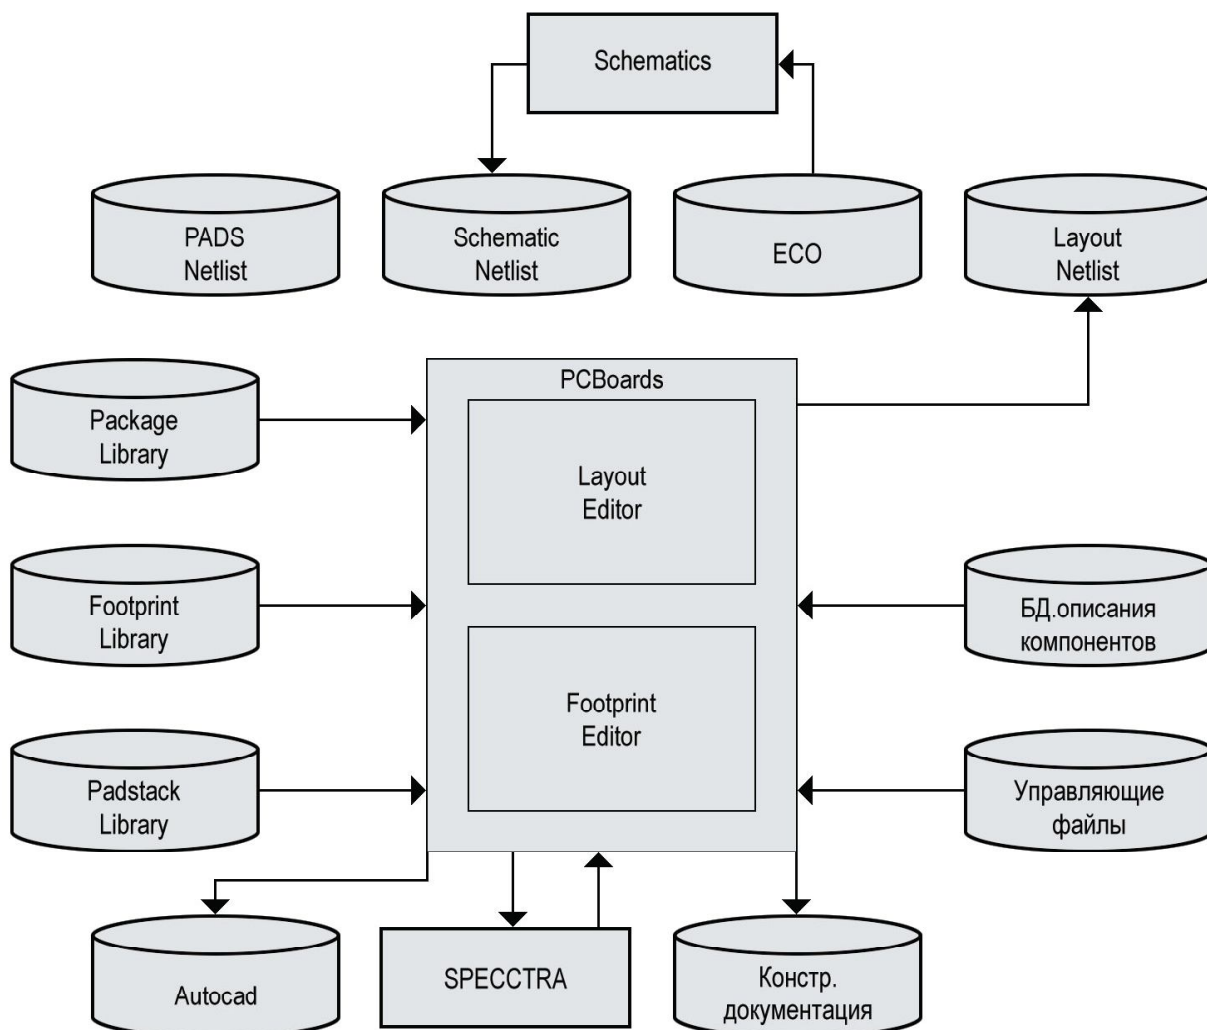 Schematics
PADS
Netlist
Schematic
Netlist
ECO
Layout
Netlist
Package
Library
PCBoards
Layout
Editor
Footprint
Library
БД.описания
компонентов
Footprint
Editor
Padstack
Library
Управляющие
файлы
Autocad
SPECCTRA
Констр.
документация